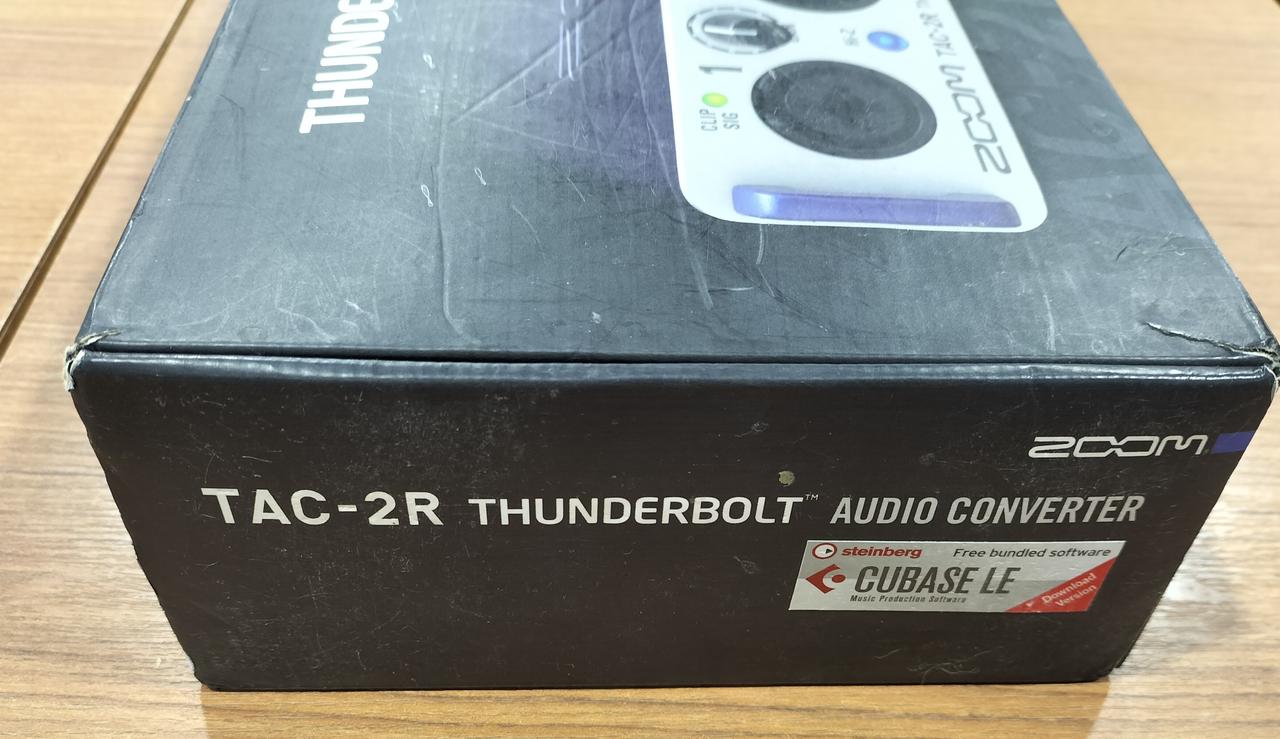 THUNDE
CLIP
SIG
1
Hi-Z
ZOOM TAC-2R
ZOOM
TAC-2R THUNDERBOLT™ AUDIO CONVERTER
steinberg Free bundled software
CUBASE LE
Music Production Software
Download
Version